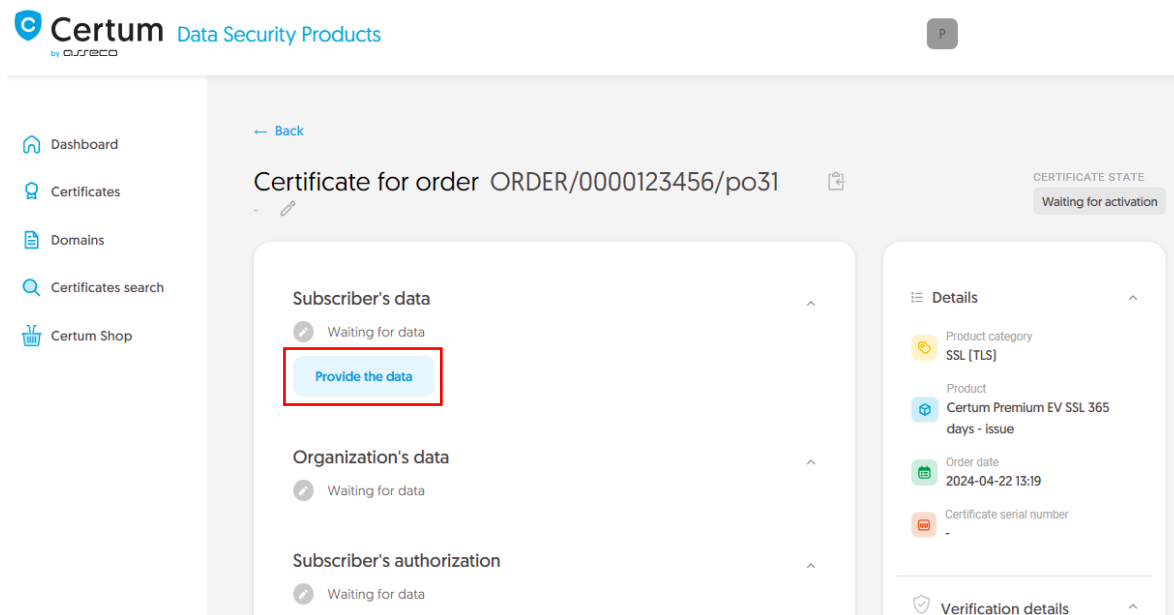 Certum Data Security Products
by asseco
P
Dashboard
Certificates
Domains
Certificates search
Certum Shop
← Back
Certificate for order ORDER/0000123456/po31
-
CERTIFICATE STATE
Waiting for activation
Subscriber's data
Waiting for data
Provide the data
Organization's data
Waiting for data
Subscriber's authorization
Waiting for data
Details
Product category
SSL [TLS]
Product
Certum Premium EV SSL 365
days - issue
Order date
2024-04-22 13:19
Certificate serial number
-
Verification details